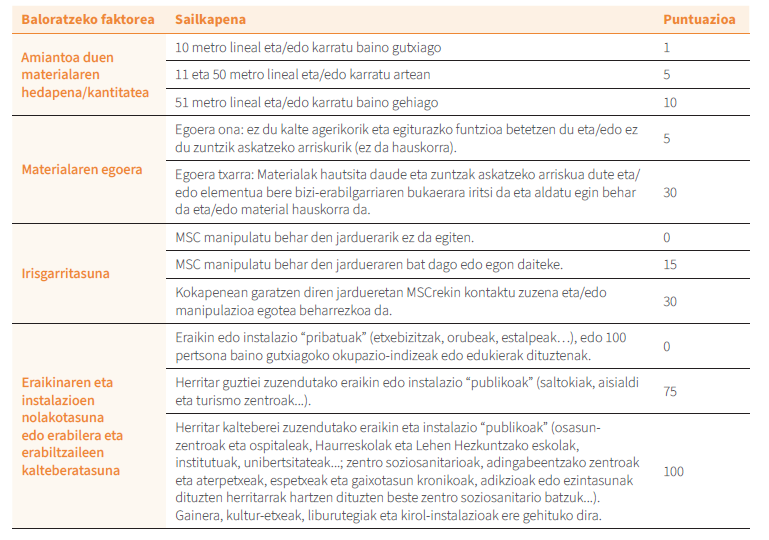 Baloratzeko faktorea Sailkapena Puntuazioa
Amiantoa duen
materialaren
hedapena/kantitatea
10 metro lineal eta/edo karratu baino gutxiago 1
11 eta 50 metro lineal eta/edo karratu artean 5
51 metro lineal eta/edo karratu baino gehiago 10
Materialaren egoera
Egoera ona: ez du kalte agerikorik eta egiturazko funtzioa betetzen du eta/edo ez
du zuntzik askatzeko arriskurik (ez da hauskorra).
5
Egoera txarra: Materialak hautsita daude eta zuntzak askatzeko arriskua dute eta/
edo elementua bere bizi-erabilgarriaren bukaerara iritsi da eta aldatu egin behar
da eta/edo material hauskorra da.
30
Irisgarritasuna
MSC manipulatu behar den jarduerarik ez da egiten. 0
MSC manipulatu behar den jardueraren bat dago edo egon daiteke. 15
Kokapenean garatzen diren jardueretan MSCrekin kontaktu zuzena eta/edo
manipulazioa egotea beharrezkoa da.
30
Eraikinaren eta
instalazioen
nolakotasuna
edo erabilera eta
erabiltzaileen
kalteberatasuna
Eraikin edo instalazio “pribatuak” (etxebizitzak, orubeak, estalpeak…), edo 100
pertsona baino gutxiagoko okupazio-indizeak edo edukierak dituztenak.
0
Herritar guztiei zuzendutako eraikin edo instalazio “publikoak” (saltokiak, aisialdi
eta turismo zentroak...).
75
Herritar kalteberei zuzendutako eraikin eta instalazio “publikoak” (osasun-
zentroak eta ospitaleak, Haurreskolak eta Lehen Hezkuntzako eskolak,
institutuak, unibertsitateak...; zentro soziosanitarioak, adingabeentzako zentroak
eta aterpetxeak, espetxeak eta gaixotasun kronikoak, adikzioak edo ezintasunak
dituzten herritarrak hartzen dituzten beste zentro soziosanitario batzuk...).
Gainera, kultur-etxeak, liburutegiak eta kirol-instalazioak ere gehituko dira.
100